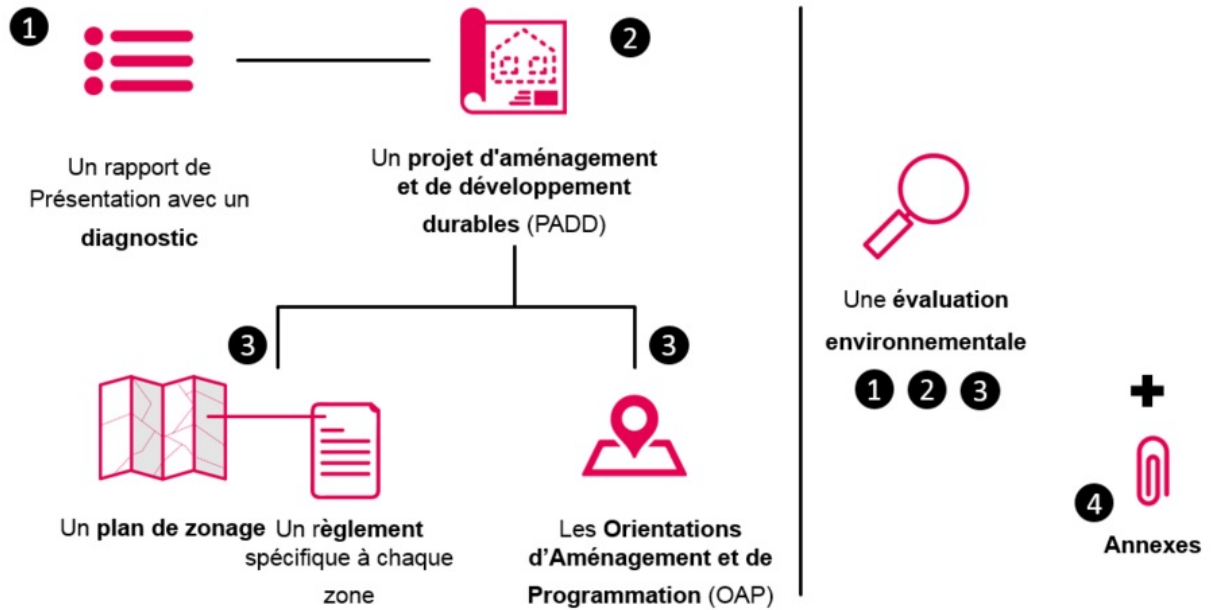 1
Un rapport de
Présentation avec un
diagnostic
2
Un projet d'aménagement
et de développement
durables (PADD)
3
Un plan de zonage
Un règlement
spécifique à chaque
zone
3
Les Orientations
d’Aménagement et de
Programmation (OAP)
Une évaluation
environnementale
1 2 3
+
4
Annexes